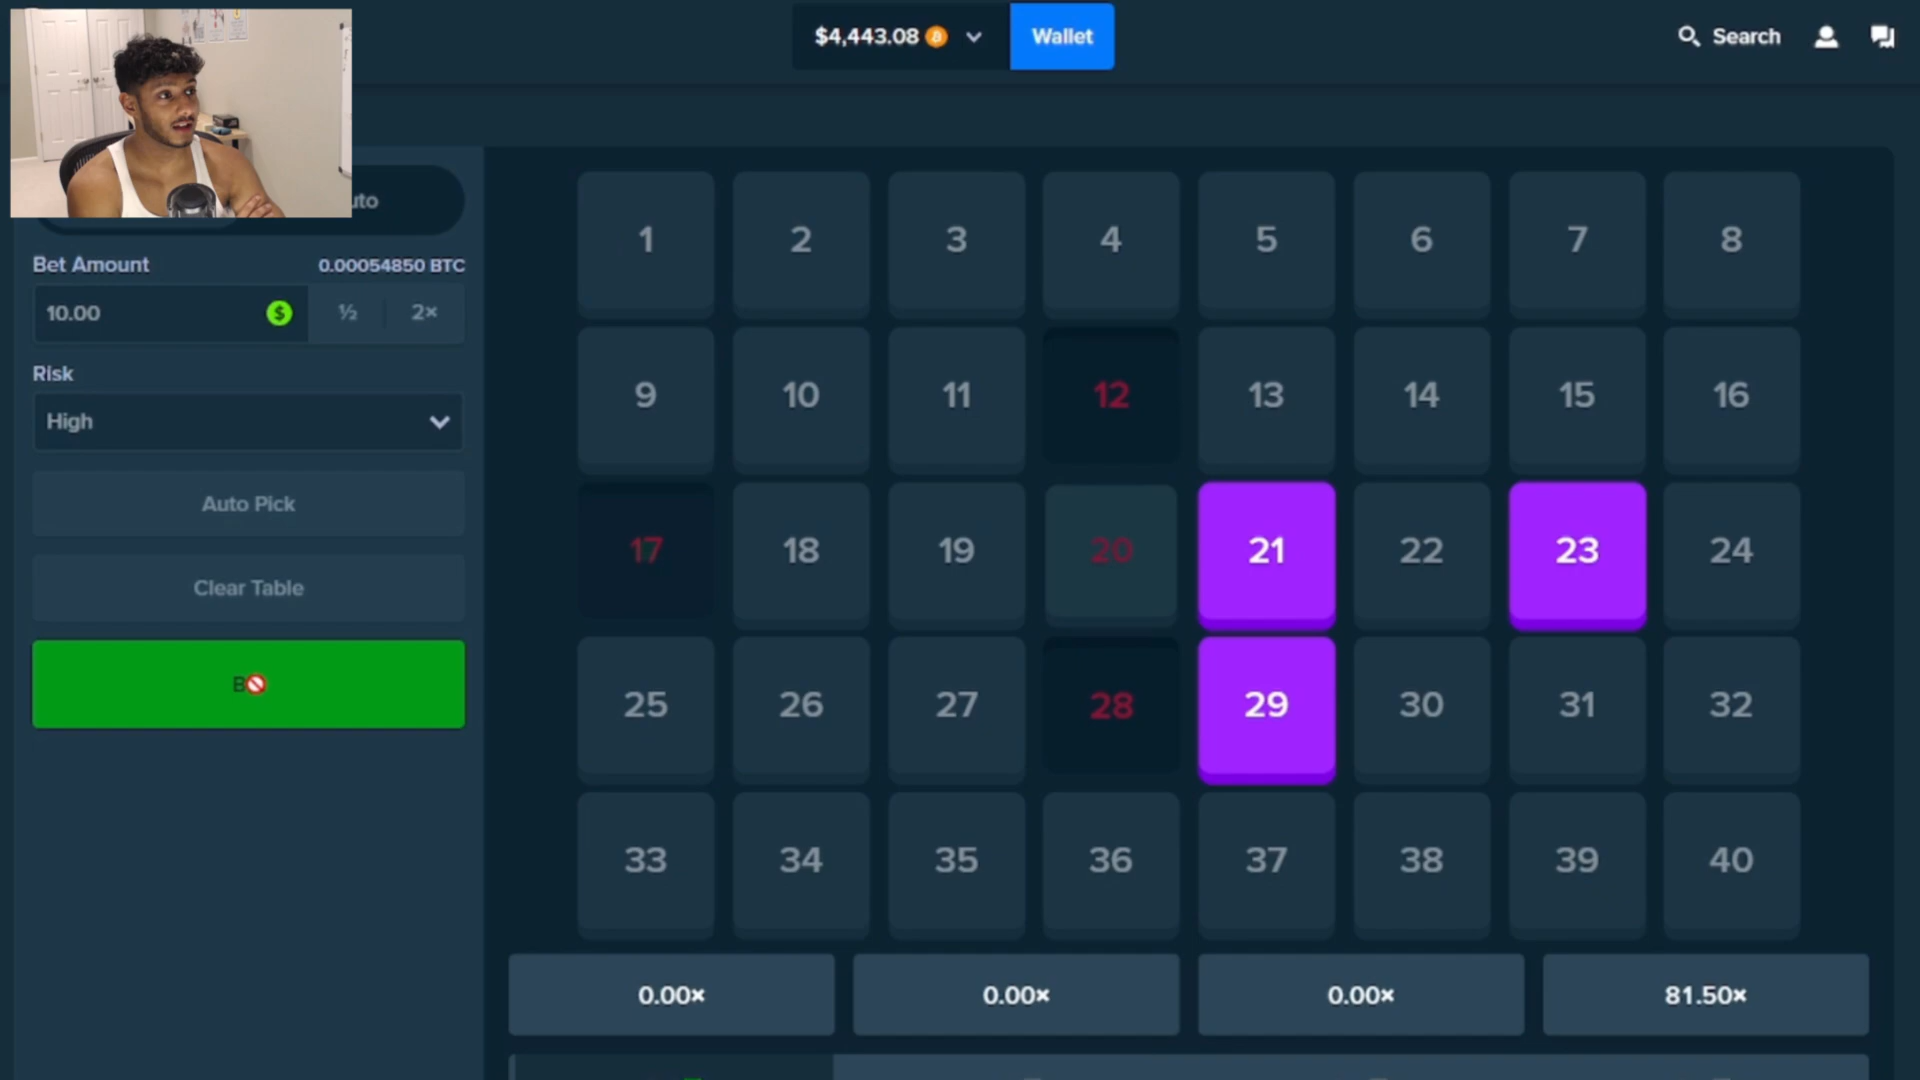 $4,443.08
Wallet
Search
uto
Bet Amount
0.00054850 BTC
10.00
½
2×
Risk
High
Auto Pick
Clear Table
B
1 2 3 4 5 6 7 8
9 10 11 12 13 14 15 16
17 18 19 20 21 22 23 24
25 26 27 28 29 30 31 32
33 34 35 36 37 38 39 40
0.00× 0.00× 0.00× 81.50×